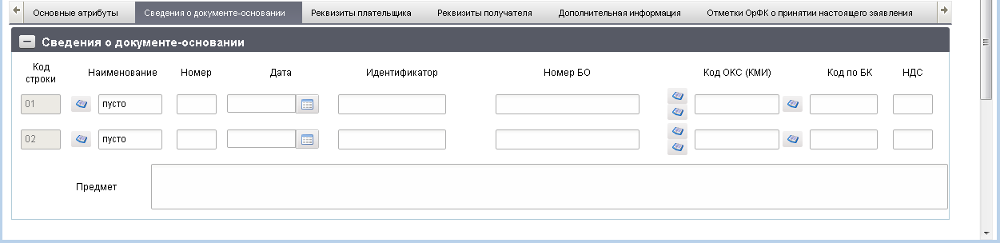 Основные атрибуты Сведения о документе-основании Реквизиты плательщика Реквизиты получателя Дополнительная информация Отметки ОрФК о принятии настоящего заявления
Сведения о документе-основании
Код строки Наименование Номер Дата Идентификатор Номер БО Код ОКС (КМИ) Код по БК НДС
01 пусто
02 пусто
Предмет